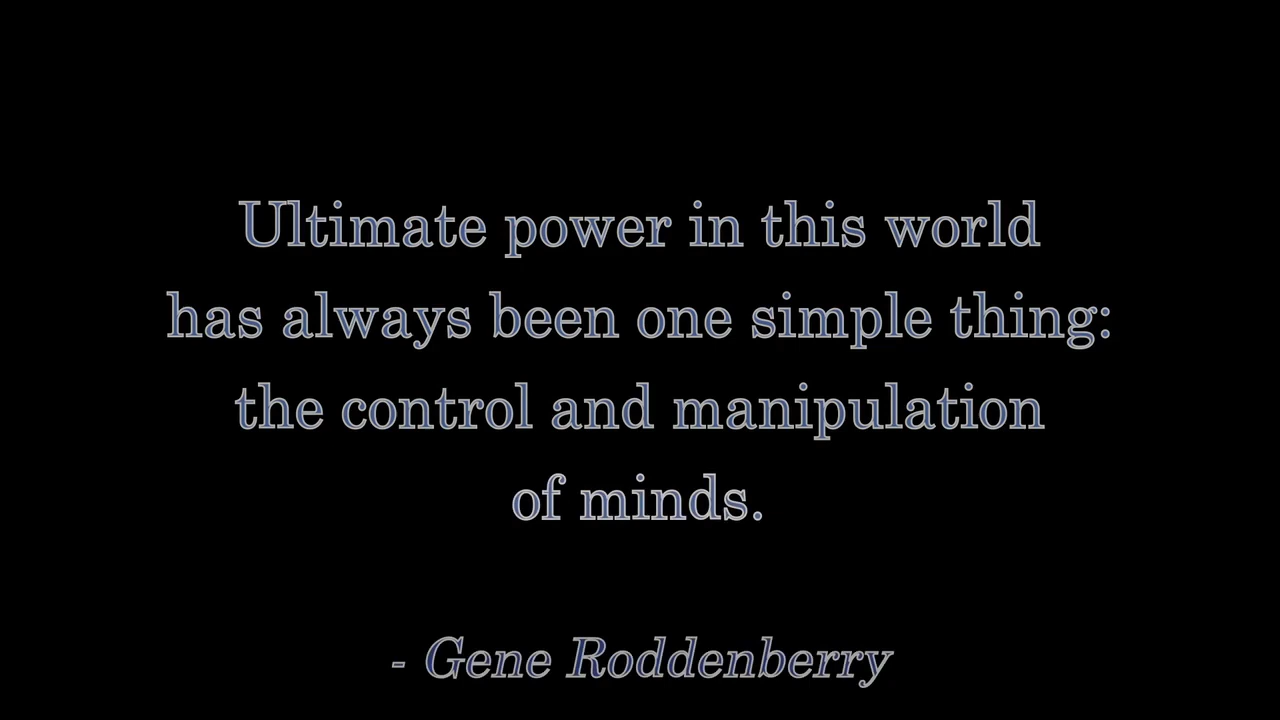 Ultimate power in this world
has always been one simple thing:
the control and manipulation
of minds.
- Gene Roddenberry